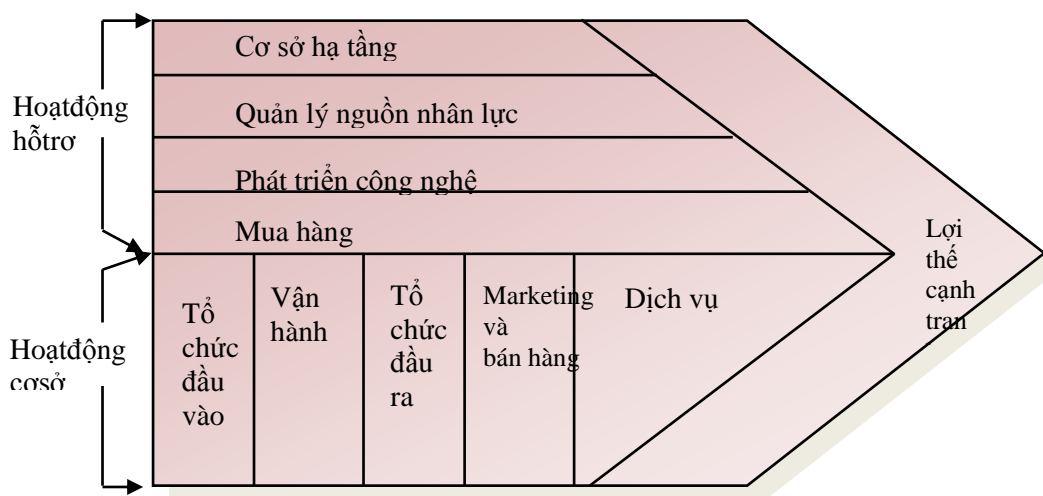 Cơ sở hạ tầng
Quản lý nguồn nhân lực
Phát triển công nghệ
Mua hàng
Hoạtđộng
hỗtrơ
Hoạtđộng
cơsở
Tổ
chức
đầu
vào
Vận
hành
Tổ
chức
đầu
ra
Marketing
và
bán hàng
Dịch vụ
Lợi
thế
cạnh
tran